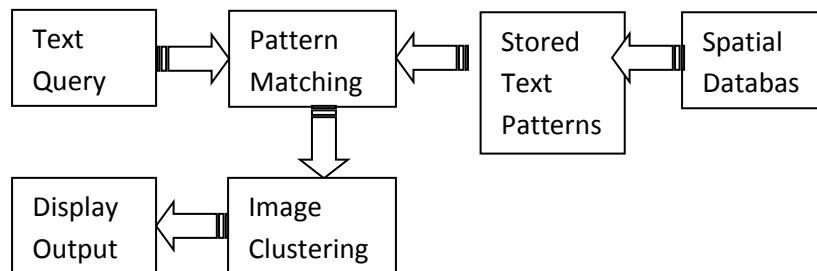 Text
Query
Pattern
Matching
Stored
Text
Patterns
Spatial
Databas
Display
Output
Image
Clustering